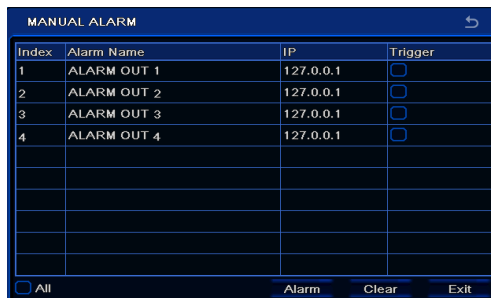 MANUAL ALARM
Index Alarm Name IP Trigger
1 ALARM OUT 1 127.0.0.1
2 ALARM OUT 2 127.0.0.1
3 ALARM OUT 3 127.0.0.1
4 ALARM OUT 4 127.0.0.1
All Alarm Clear Exit